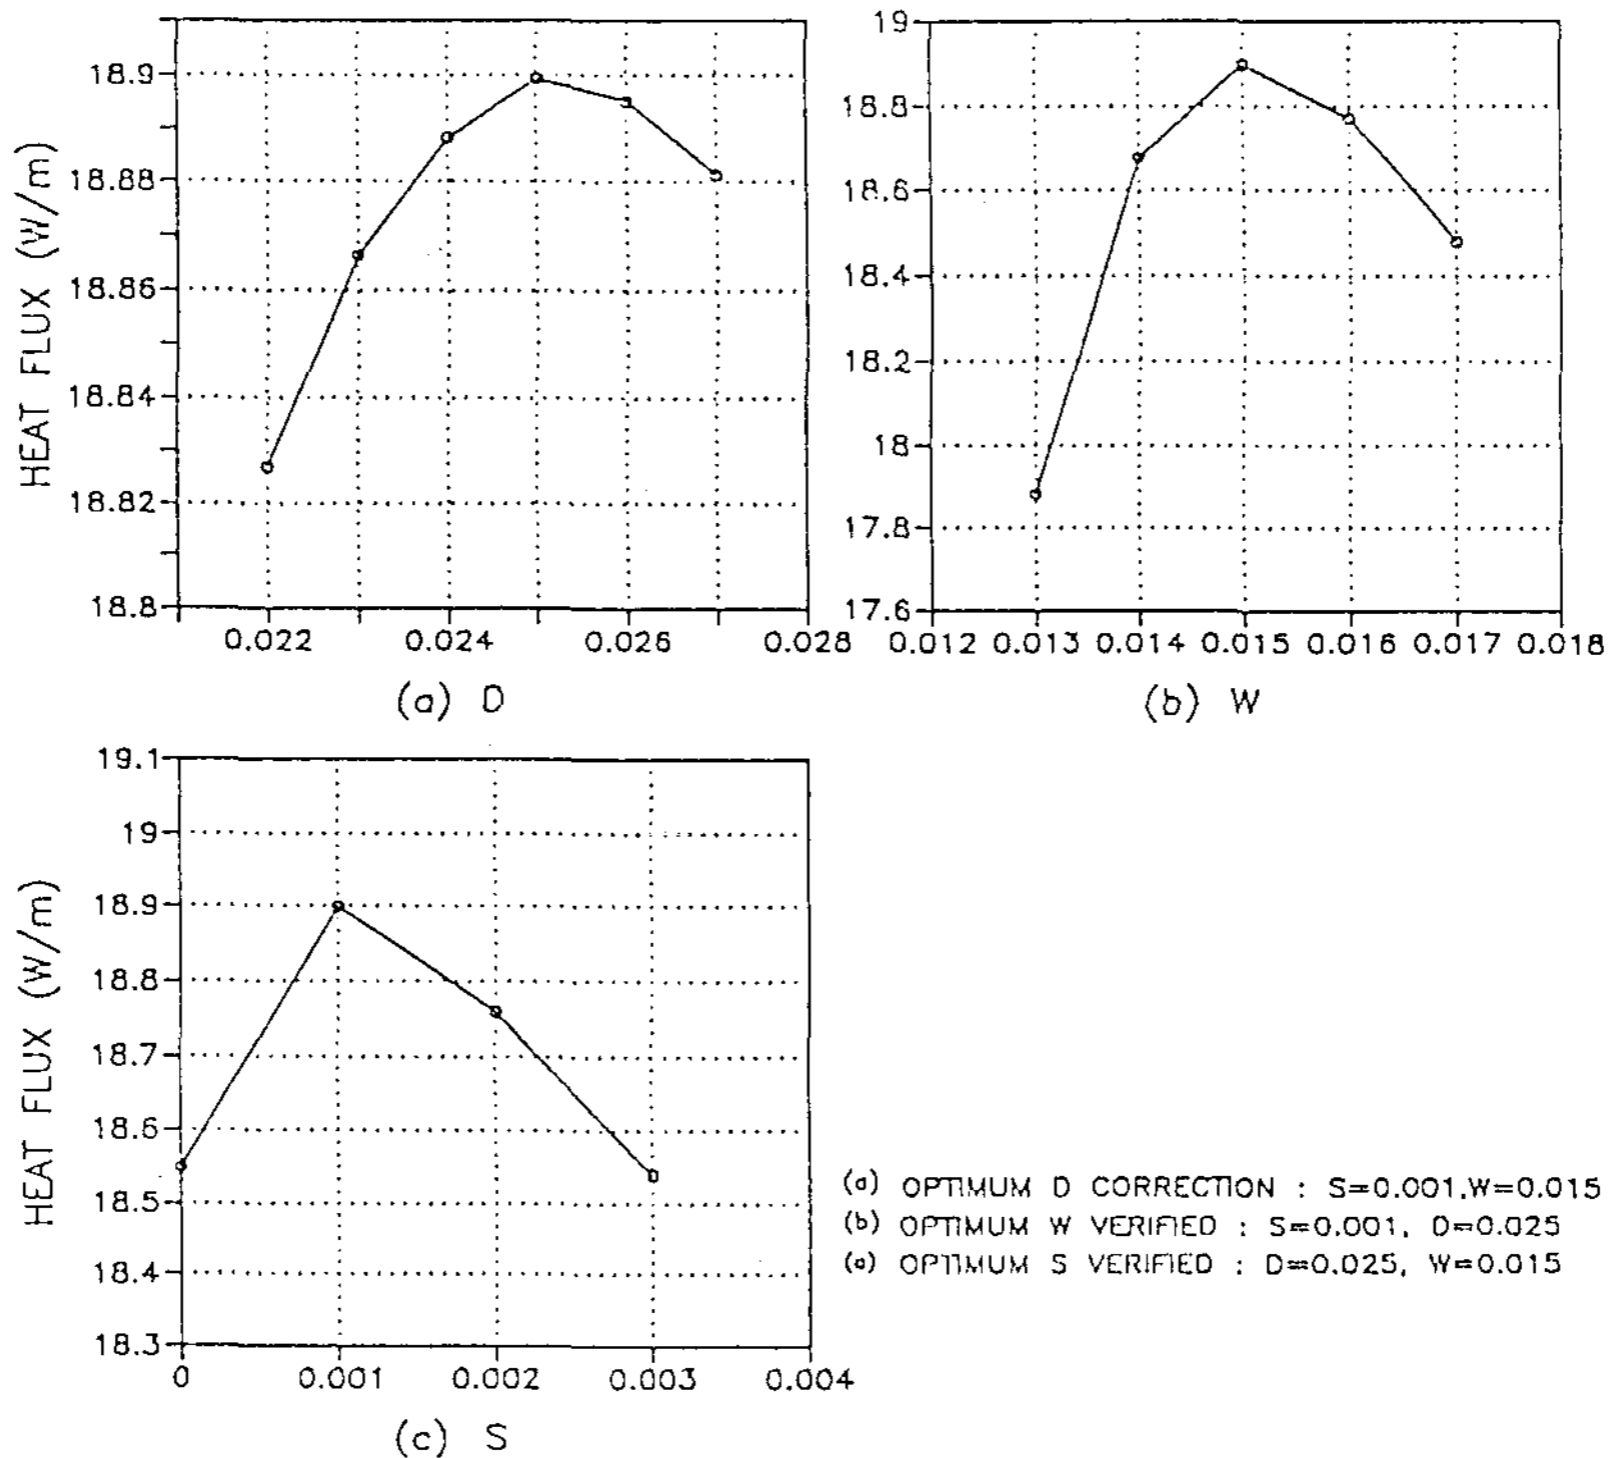 HEAT FLUX (W/m)
18.9
18.88
18.86
18.84
18.82
18.8
0.022 0.024 0.026 0.028
(a) D
19
18.8
18.6
18.4
18.2
18
17.8
17.6
0.012 0.013 0.014 0.015 0.016 0.017 0.018
(b) W
HEAT FLUX (W/m)
19.1
19
18.9
18.8
18.7
18.6
18.5
18.4
18.3
0 0.001 0.002 0.003 0.004
(c) S
(a) OPTIMUM D CORRECTION : S=0.001,W=0.015
(b) OPTIMUM W VERIFIED : S=0.001, D=0.025
(a) OPTIMUM S VERIFIED : D=0.025, W=0.015